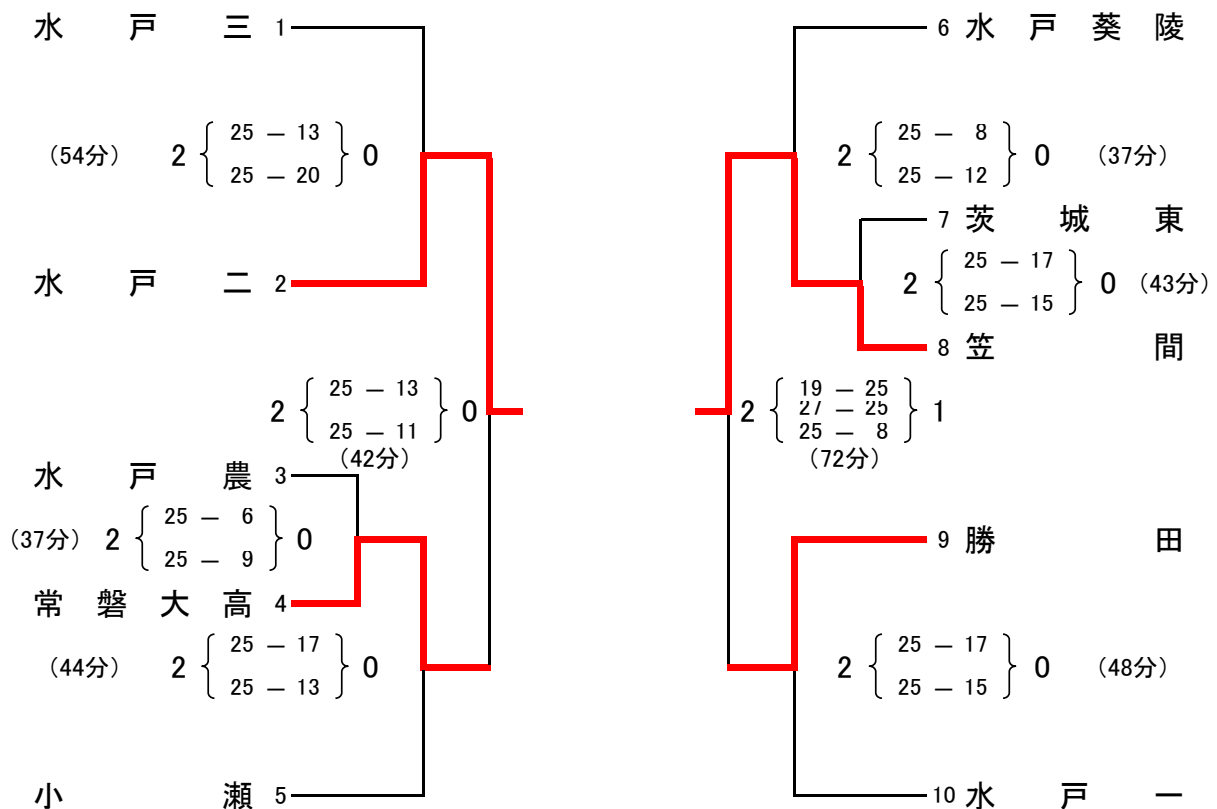 水戸三 1
(54分) 2 { 25 － 13 } 0
25 － 20
水戸二 2
2 { 25 － 13 } 0
25 － 11
(42分)
水戸農 3
(37分) 2 { 25 － 6 } 0
25 － 9
常磐大高 4
(44分) 2 { 25 － 17 } 0
25 － 13
小瀬 5
6 水戸葵陵
2 { 25 － 8 } 0 (37分)
25 － 12
7 茨城東
2 { 25 － 17 } 0 (43分)
25 － 15
8 笠間
2 { 19 － 25 } 1
27 － 25
25 － 8
(72分)
9 勝田
2 { 25 － 17 } 0 (48分)
25 － 15
10 水戸一